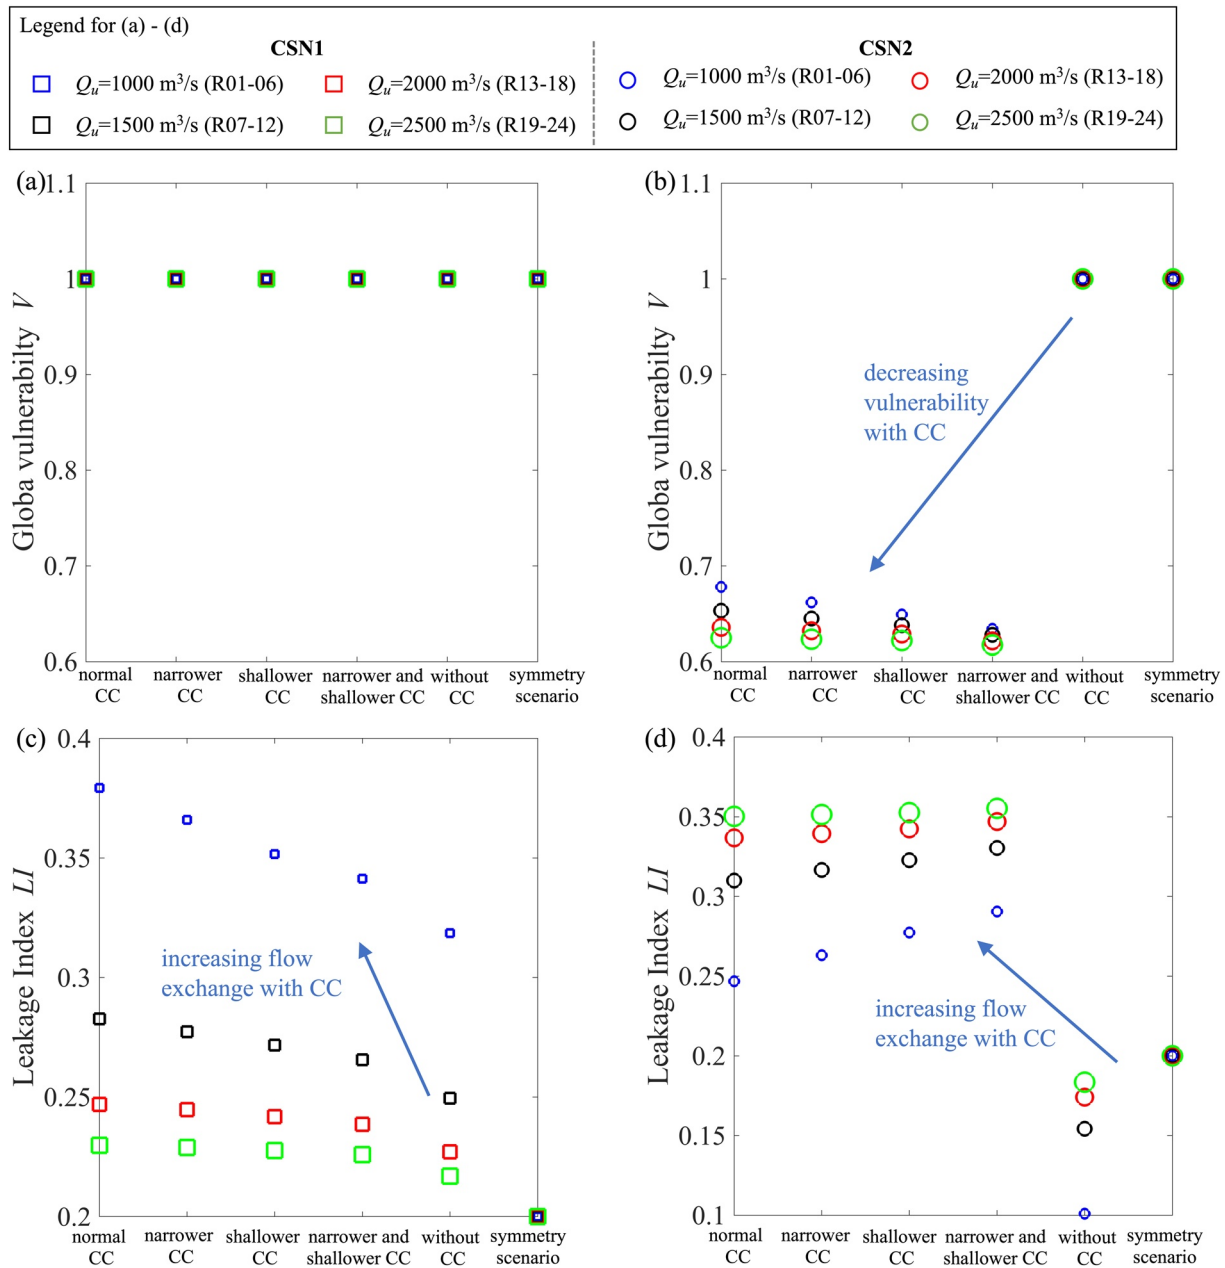 Legend for (a) - (d)
CSN1
CSN2
Qu=1000 m³/s (R01-06)
Qu=2000 m³/s (R13-18)
Qu=1500 m³/s (R07-12)
Qu=2500 m³/s (R19-24)
Qu=1000 m³/s (R01-06)
Qu=2000 m³/s (R13-18)
Qu=1500 m³/s (R07-12)
Qu=2500 m³/s (R19-24)
(a)
1.1
1
0.9
0.8
0.7
0.6
Globa vulnerabilty V
normal
CC
narrower
CC
shallower
CC
narrower and
shallower CC
without
CC
symmetry
scenario
(b)
1.1
1
0.9
0.8
0.7
0.6
Globa vulnerabilty V
decreasing
vulnerability
with CC
normal
CC
narrower
CC
shallower
CC
narrower and
shallower CC
without
CC
symmetry
scenario
(c)
0.4
0.35
0.3
0.25
0.2
Leakage Index LI
increasing flow
exchange with CC
normal
CC
narrower
CC
shallower
CC
narrower and
shallower CC
without
CC
symmetry
scenario
(d)
0.4
0.35
0.3
0.25
0.2
0.15
0.1
Leakage Index LI
increasing flow
exchange with CC
normal
CC
narrower
CC
shallower
CC
narrower and
shallower CC
without
CC
symmetry
scenario